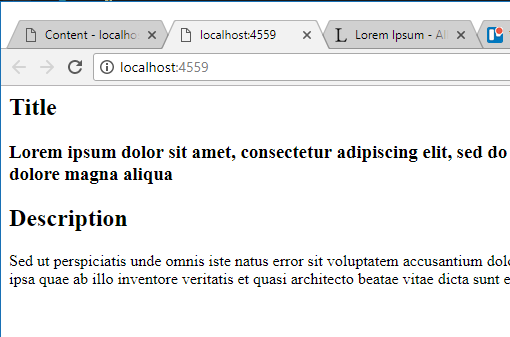 Content - localho
localhost:4559
Lorem Ipsum - Al
localhost:4559
Title
Lorem ipsum dolor sit amet, consectetur adipiscing elit, sed do
dolore magna aliqua
Description
Sed ut perspiciatis unde omnis iste natus error sit voluptatem accusantium dolo
ipsa quae ab illo inventore veritatis et quasi architecto beatae vitae dicta sunt e